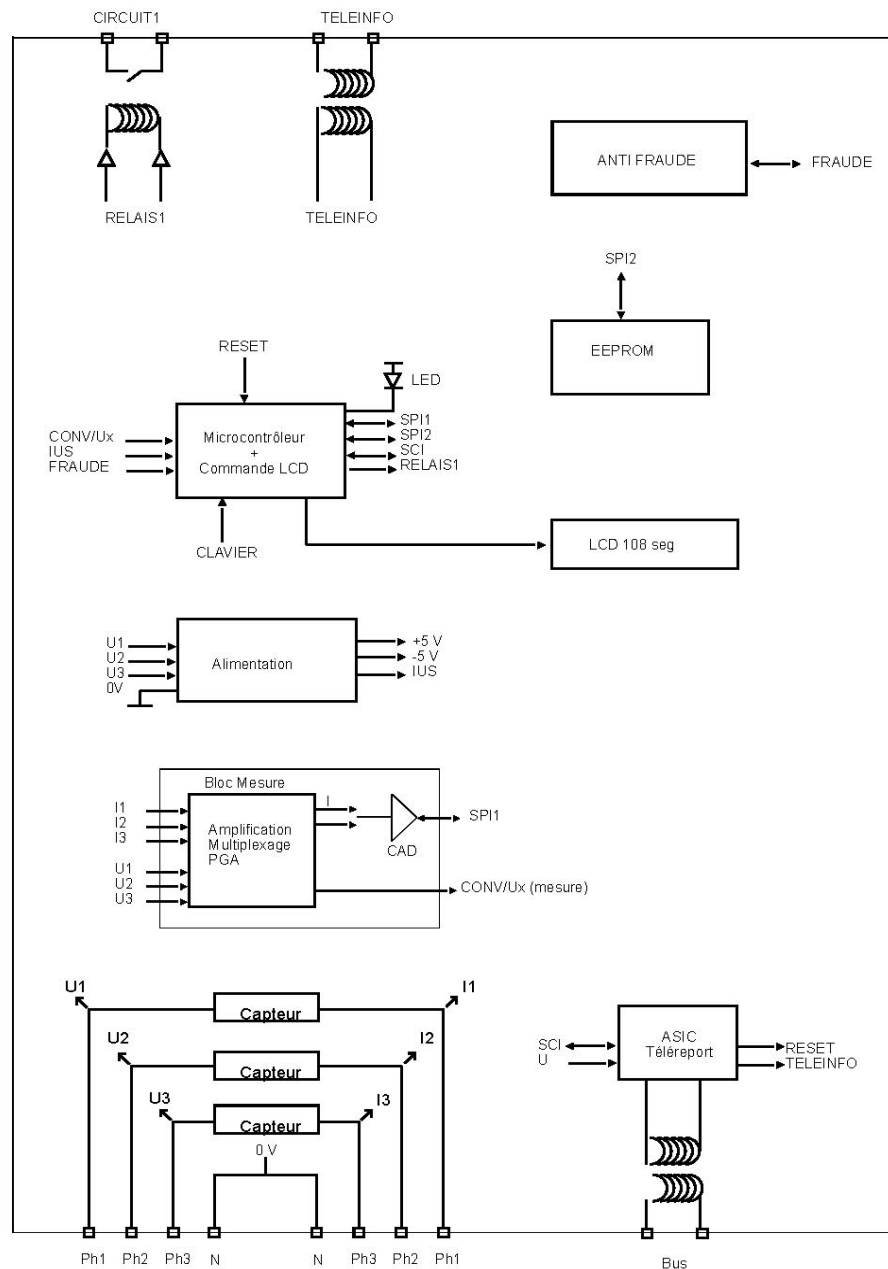 CIRCUIT1
TELEINFO
RELAIS1
TELEINFO
ANTI FRAUDE
FRAUDE
SPI2
EEPROM
RESET
LED
CONV/Ux
IUS
FRAUDE
Microcontrôleur
+
Commande LCD
SPI1
SPI2
SCI
RELAIS1
CLAVIER
LCD 108 seg
U1
U2
U3
0V
Alimentation
+5 V
-5 V
IUS
Bloc Mesure
I1
I2
I3
U1
U2
U3
Amplification
Multiplexage
PGA
I
CAD
SPI1
CONV/Ux (mesure)
U1
Capteur
I1
U2
Capteur
I2
U3
Capteur
I3
0 V
SCI
U
ASIC
Téléreport
RESET
TELEINFO
Ph1
Ph2
Ph3
N
N
Ph3
Ph2
Ph1
Bus